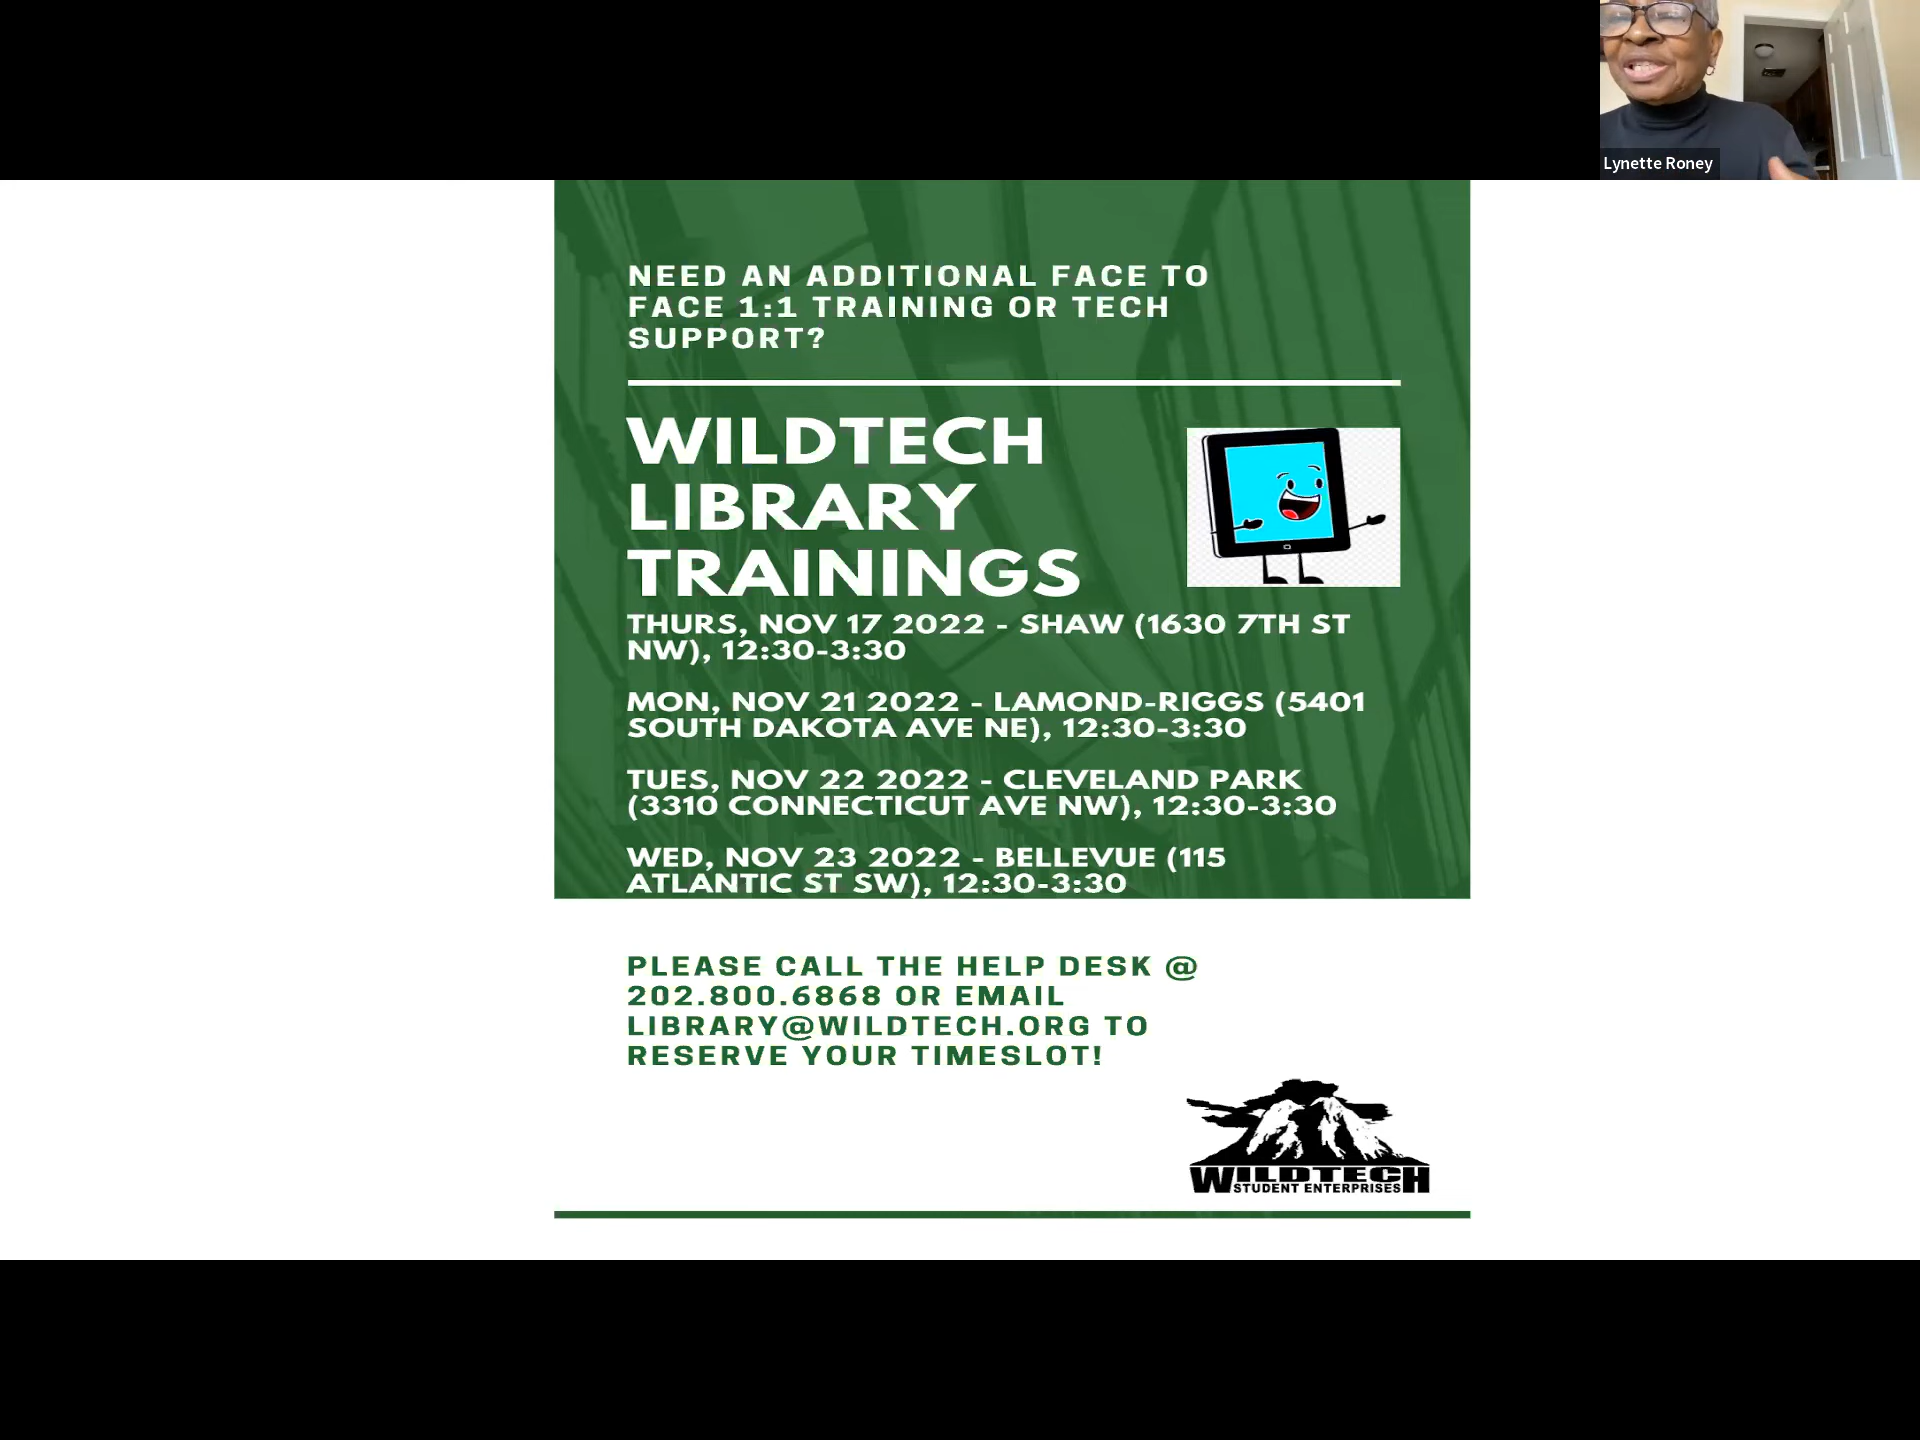 Lynette Roney
NEED AN ADDITIONAL FACE TO
FACE 1:1 TRAINING OR TECH
SUPPORT?
WILDTECH
LIBRARY
TRAININGS
THURS, NOV 17 2022 - SHAW (1630 7TH ST
NW), 12:30-3:30
MON, NOV 21 2022 - LAMOND-RIGGS (5401
SOUTH DAKOTA AVE NE), 12:30-3:30
TUES, NOV 22 2022 - CLEVELAND PARK
(3310 CONNECTICUT AVE NW), 12:30-3:30
WED, NOV 23 2022 - BELLEVUE (115
ATLANTIC ST SW), 12:30-3:30
PLEASE CALL THE HELP DESK @
202.800.6868 OR EMAIL
LIBRARY@WILDTECH.ORG TO
RESERVE YOUR TIMESLOT!
WILDTECH
STUDENT ENTERPRISES